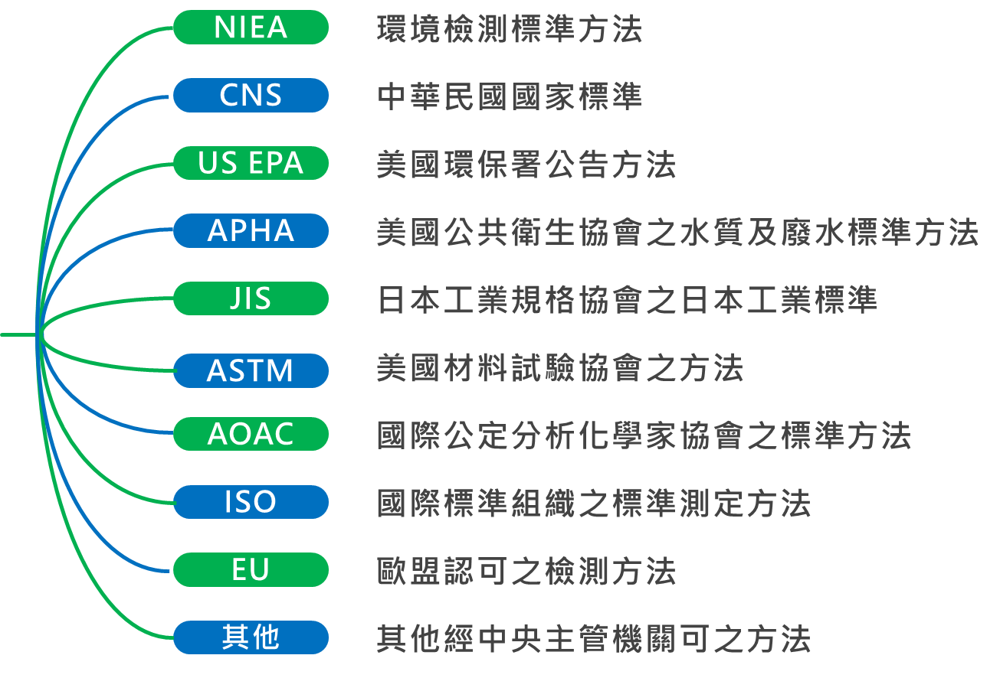 NIEA 環境檢測標準方法
CNS 中華民國國家標準
US EPA 美國環保署公告方法
APHA 美國公共衛生協會之水質及廢水標準方法
JIS 日本工業規格協會之日本工業標準
ASTM 美國材料試驗協會之方法
AOAC 國際公定分析化學家協會之標準方法
ISO 國際標準組織之標準測定方法
EU 歐盟認可之檢測方法
其他 其他經中央主管機關可之方法